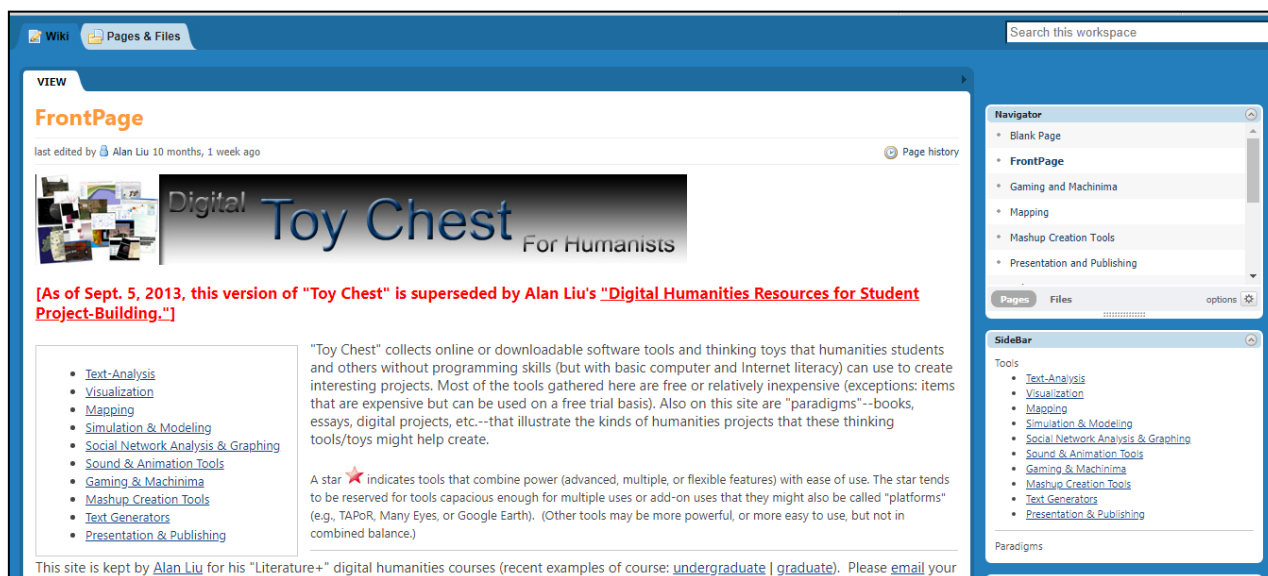 Wiki
Pages & Files
Search this workspace
VIEW
FrontPage
last edited by Alan Liu 10 months, 1 week ago
Page history
Digital Toy Chest For Humanists
[As of Sept. 5, 2013, this version of "Toy Chest" is superseded by Alan Liu's "Digital Humanities Resources for Student
Project-Building."]
Text-Analysis
Visualization
Mapping
Simulation & Modeling
Social Network Analysis & Graphing
Sound & Animation Tools
Gaming & Machinima
Mashup Creation Tools
Text Generators
Presentation & Publishing
"Toy Chest" collects online or downloadable software tools and thinking toys that humanities students
and others without programming skills (but with basic computer and Internet literacy) can use to create
interesting projects. Most of the tools gathered here are free or relatively inexpensive (exceptions: items
that are expensive but can be used on a free trial basis). Also on this site are "paradigms"--books,
essays, digital projects, etc.--that illustrate the kinds of humanities projects that these thinking
tools/toys might help create.
A star indicates tools that combine power (advanced, multiple, or flexible features) with ease of use. The star tends
to be reserved for tools capacious enough for multiple uses or add-on uses that they might also be called "platforms"
(e.g., TAPoR, Many Eyes, or Google Earth). (Other tools may be more powerful, or more easy to use, but not in
combined balance.)
This site is kept by Alan Liu for his "Literature+" digital humanities courses (recent examples of course: undergraduate | graduate). Please email your
Navigator
Blank Page
FrontPage
Gaming and Machinima
Mapping
Mashup Creation Tools
Presentation and Publishing
Pages
Files
options
SideBar
Tools
Text-Analysis
Visualization
Mapping
Simulation & Modeling
Social Network Analysis & Graphing
Sound & Animation Tools
Gaming & Machinima
Mashup Creation Tools
Text Generators
Presentation & Publishing
Paradigms